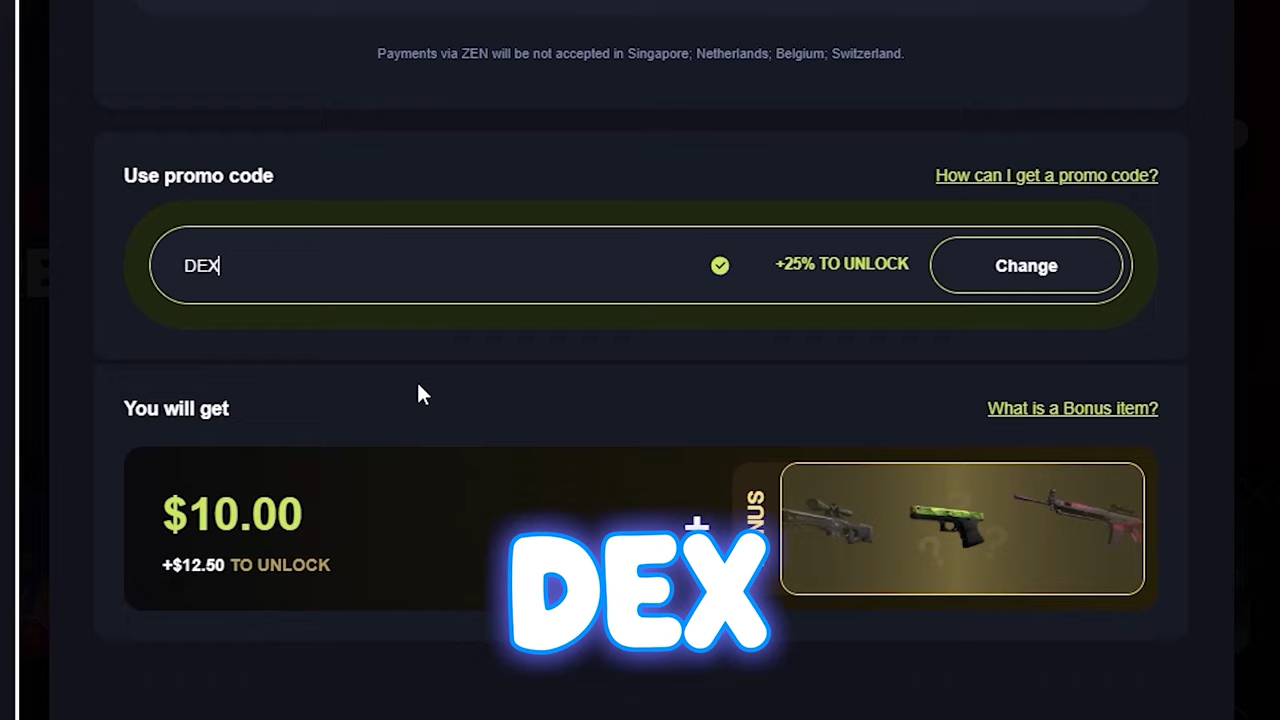 Payments via ZEN will be not accepted in Singapore; Netherlands; Belgium; Switzerland.
Use promo code
How can I get a promo code?
DEX
+25% TO UNLOCK
Change
You will get
What is a Bonus item?
$10.00
+
NUS
+$12.50 TO UNLOCK
DEX